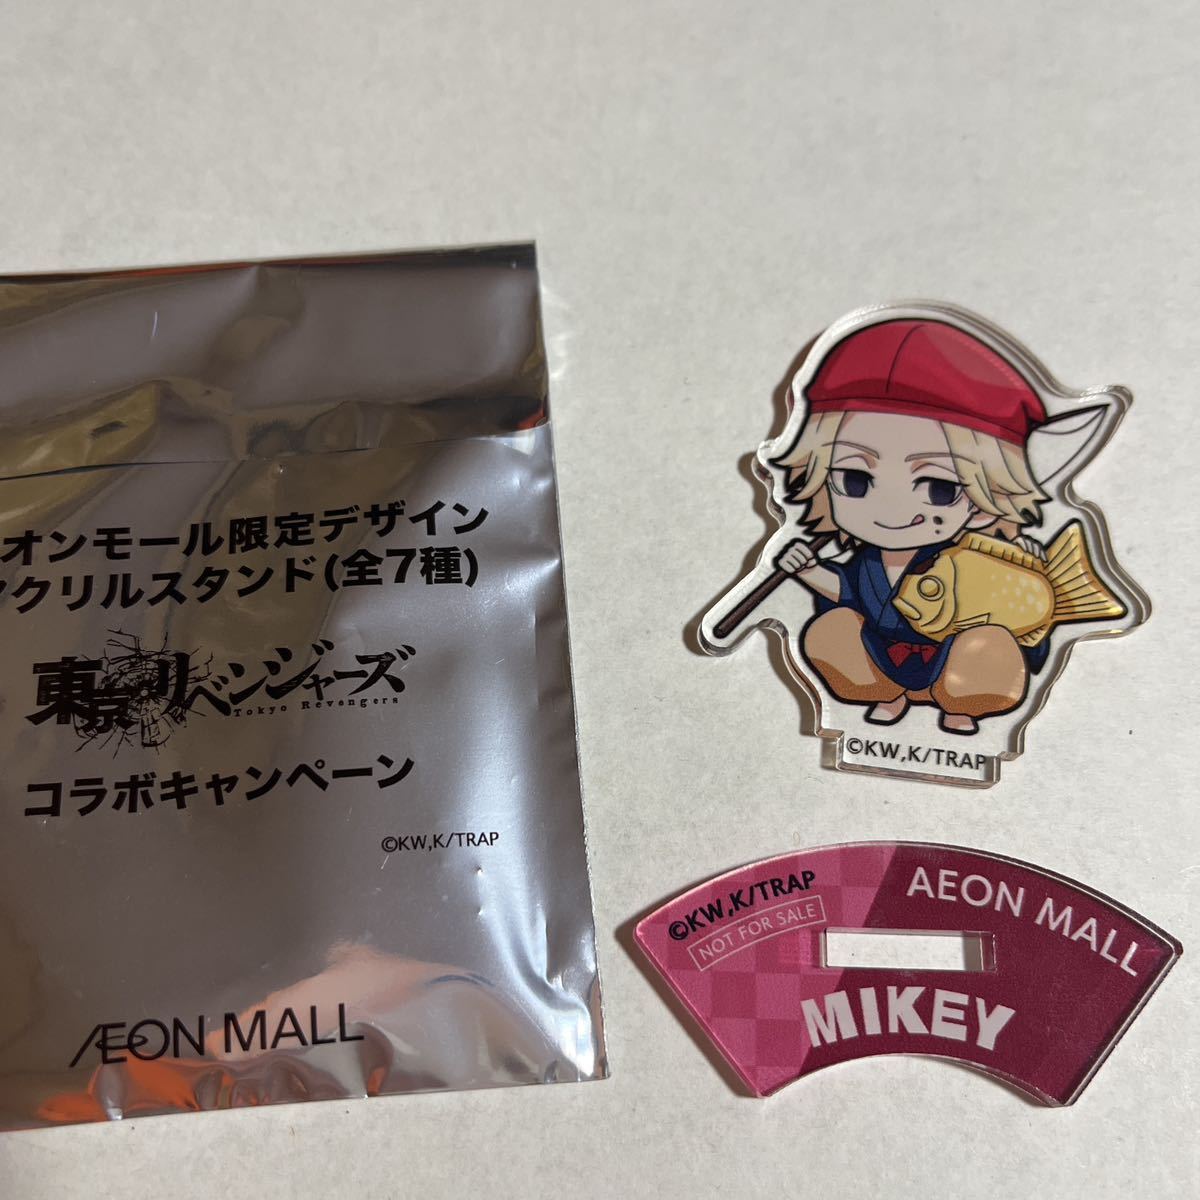 オンモール限定デザイン
クリルスタンド(全7種)
東京リベンジャーズ
Tokyo Revengers
コラボキャンペーン
©KW,K/TRAP
ÆON MALL
©KW,K/TRAP
©KW,K/TRAP
NOT FOR SALE
AEON MALL
MIKEY